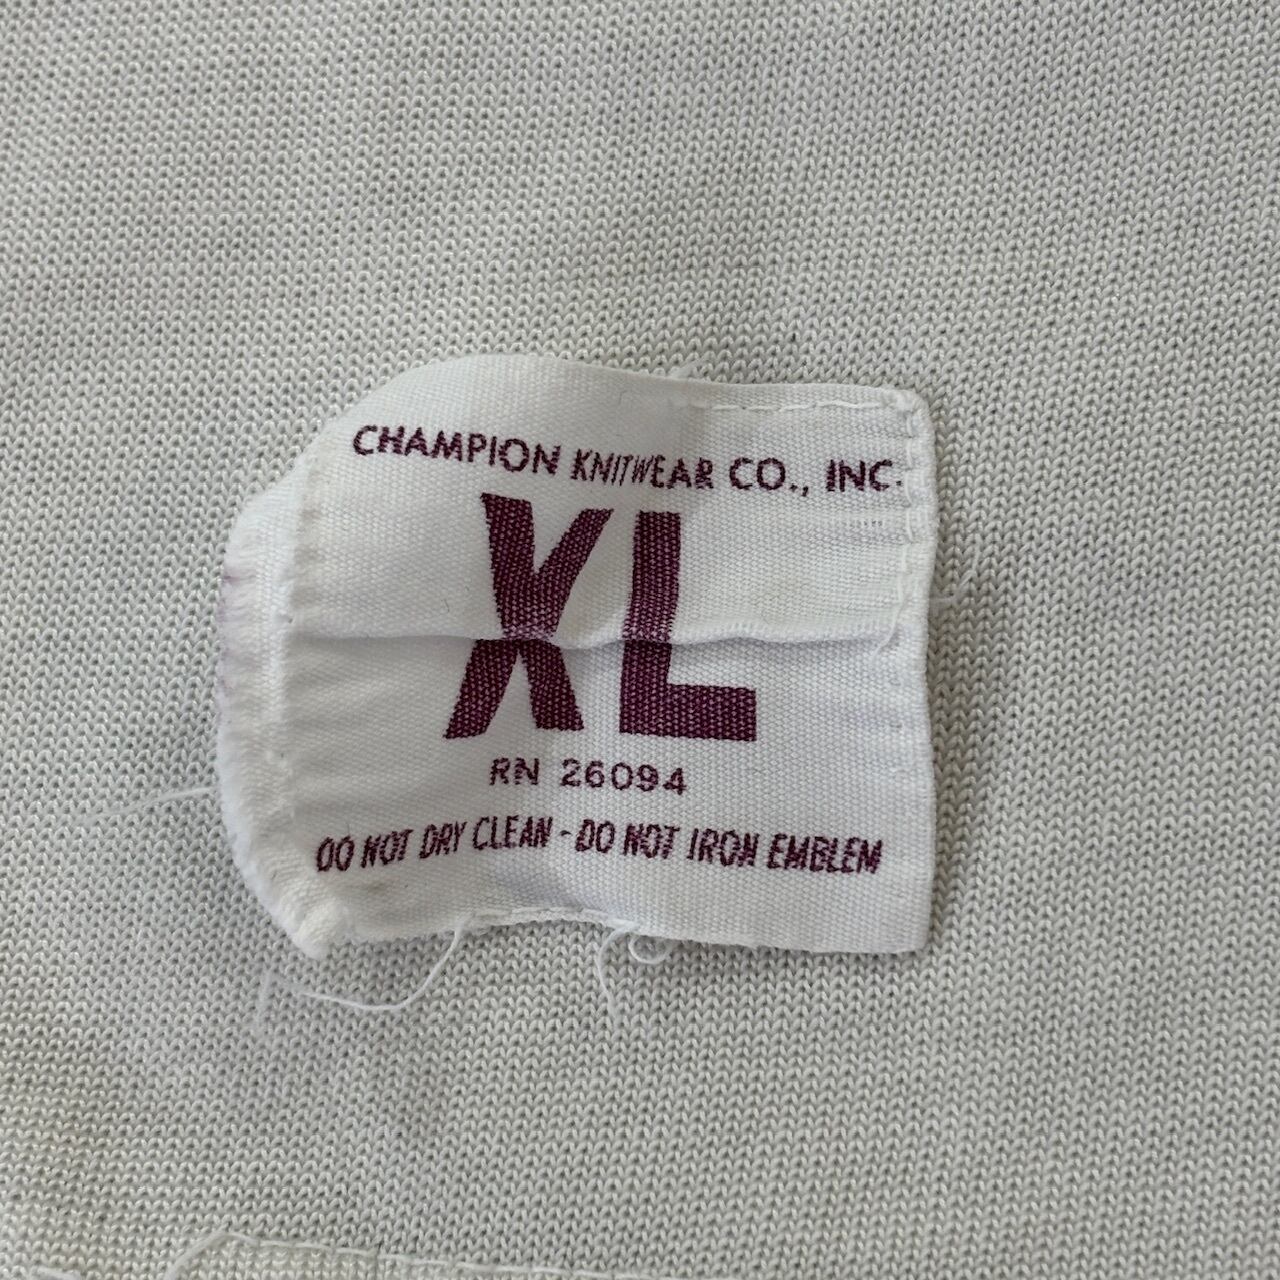 CHAMPION KNITWEAR CO., INC.
XL
RN 26094
DO NOT DRY CLEAN - DO NOT IRON EMBLEM